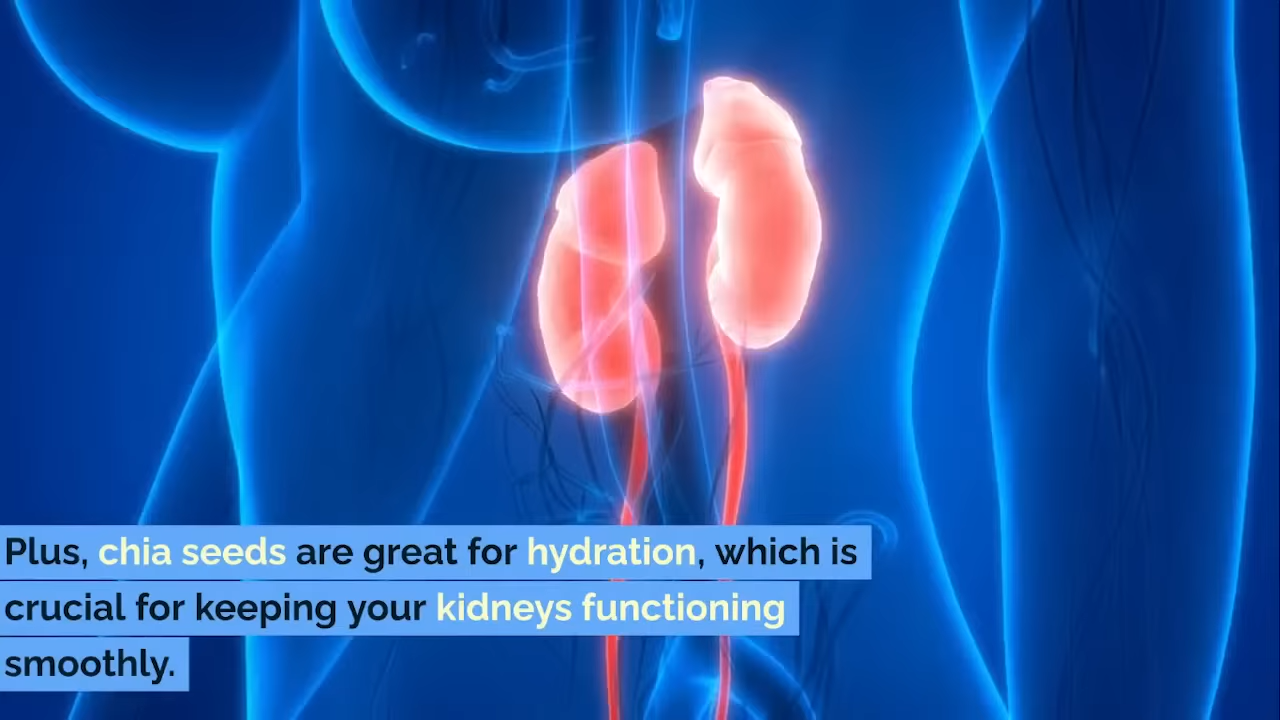 Plus, chia seeds are great for hydration, which is
crucial for keeping your kidneys functioning
smoothly.